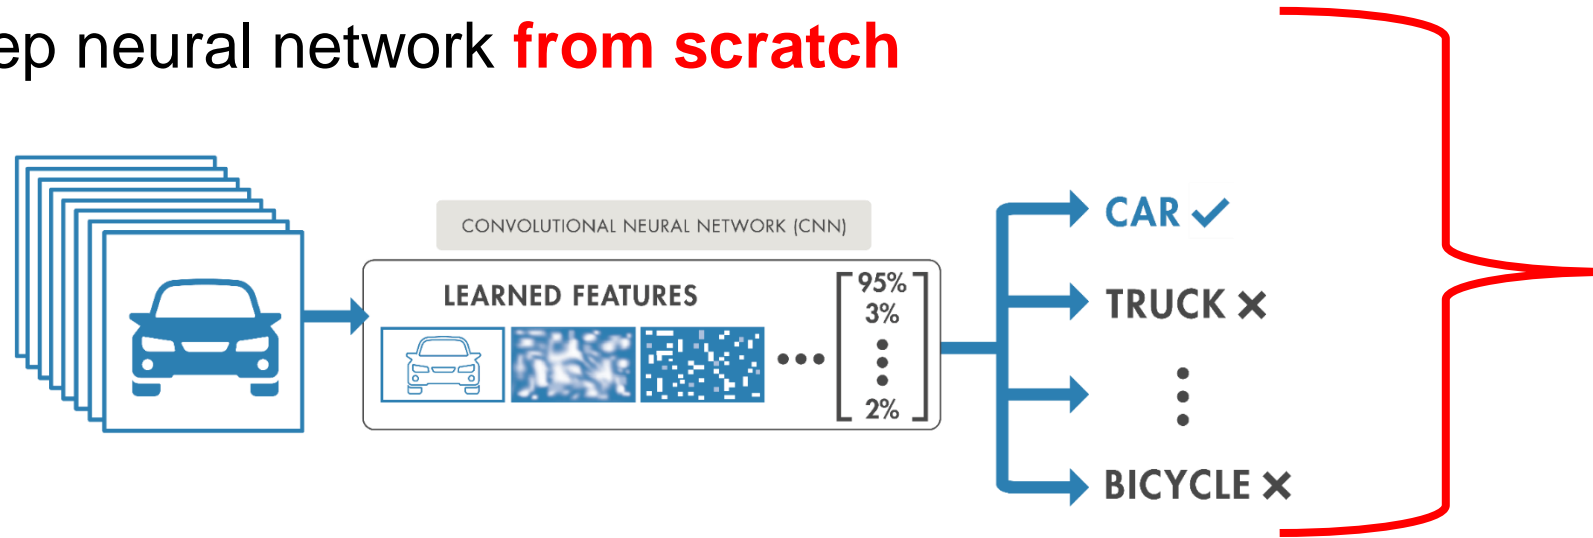 ep neural network from scratch
CONVOLUTIONAL NEURAL NETWORK (CNN)
LEARNED FEATURES
95%
3%
2%
CAR
TRUCK
BICYCLE